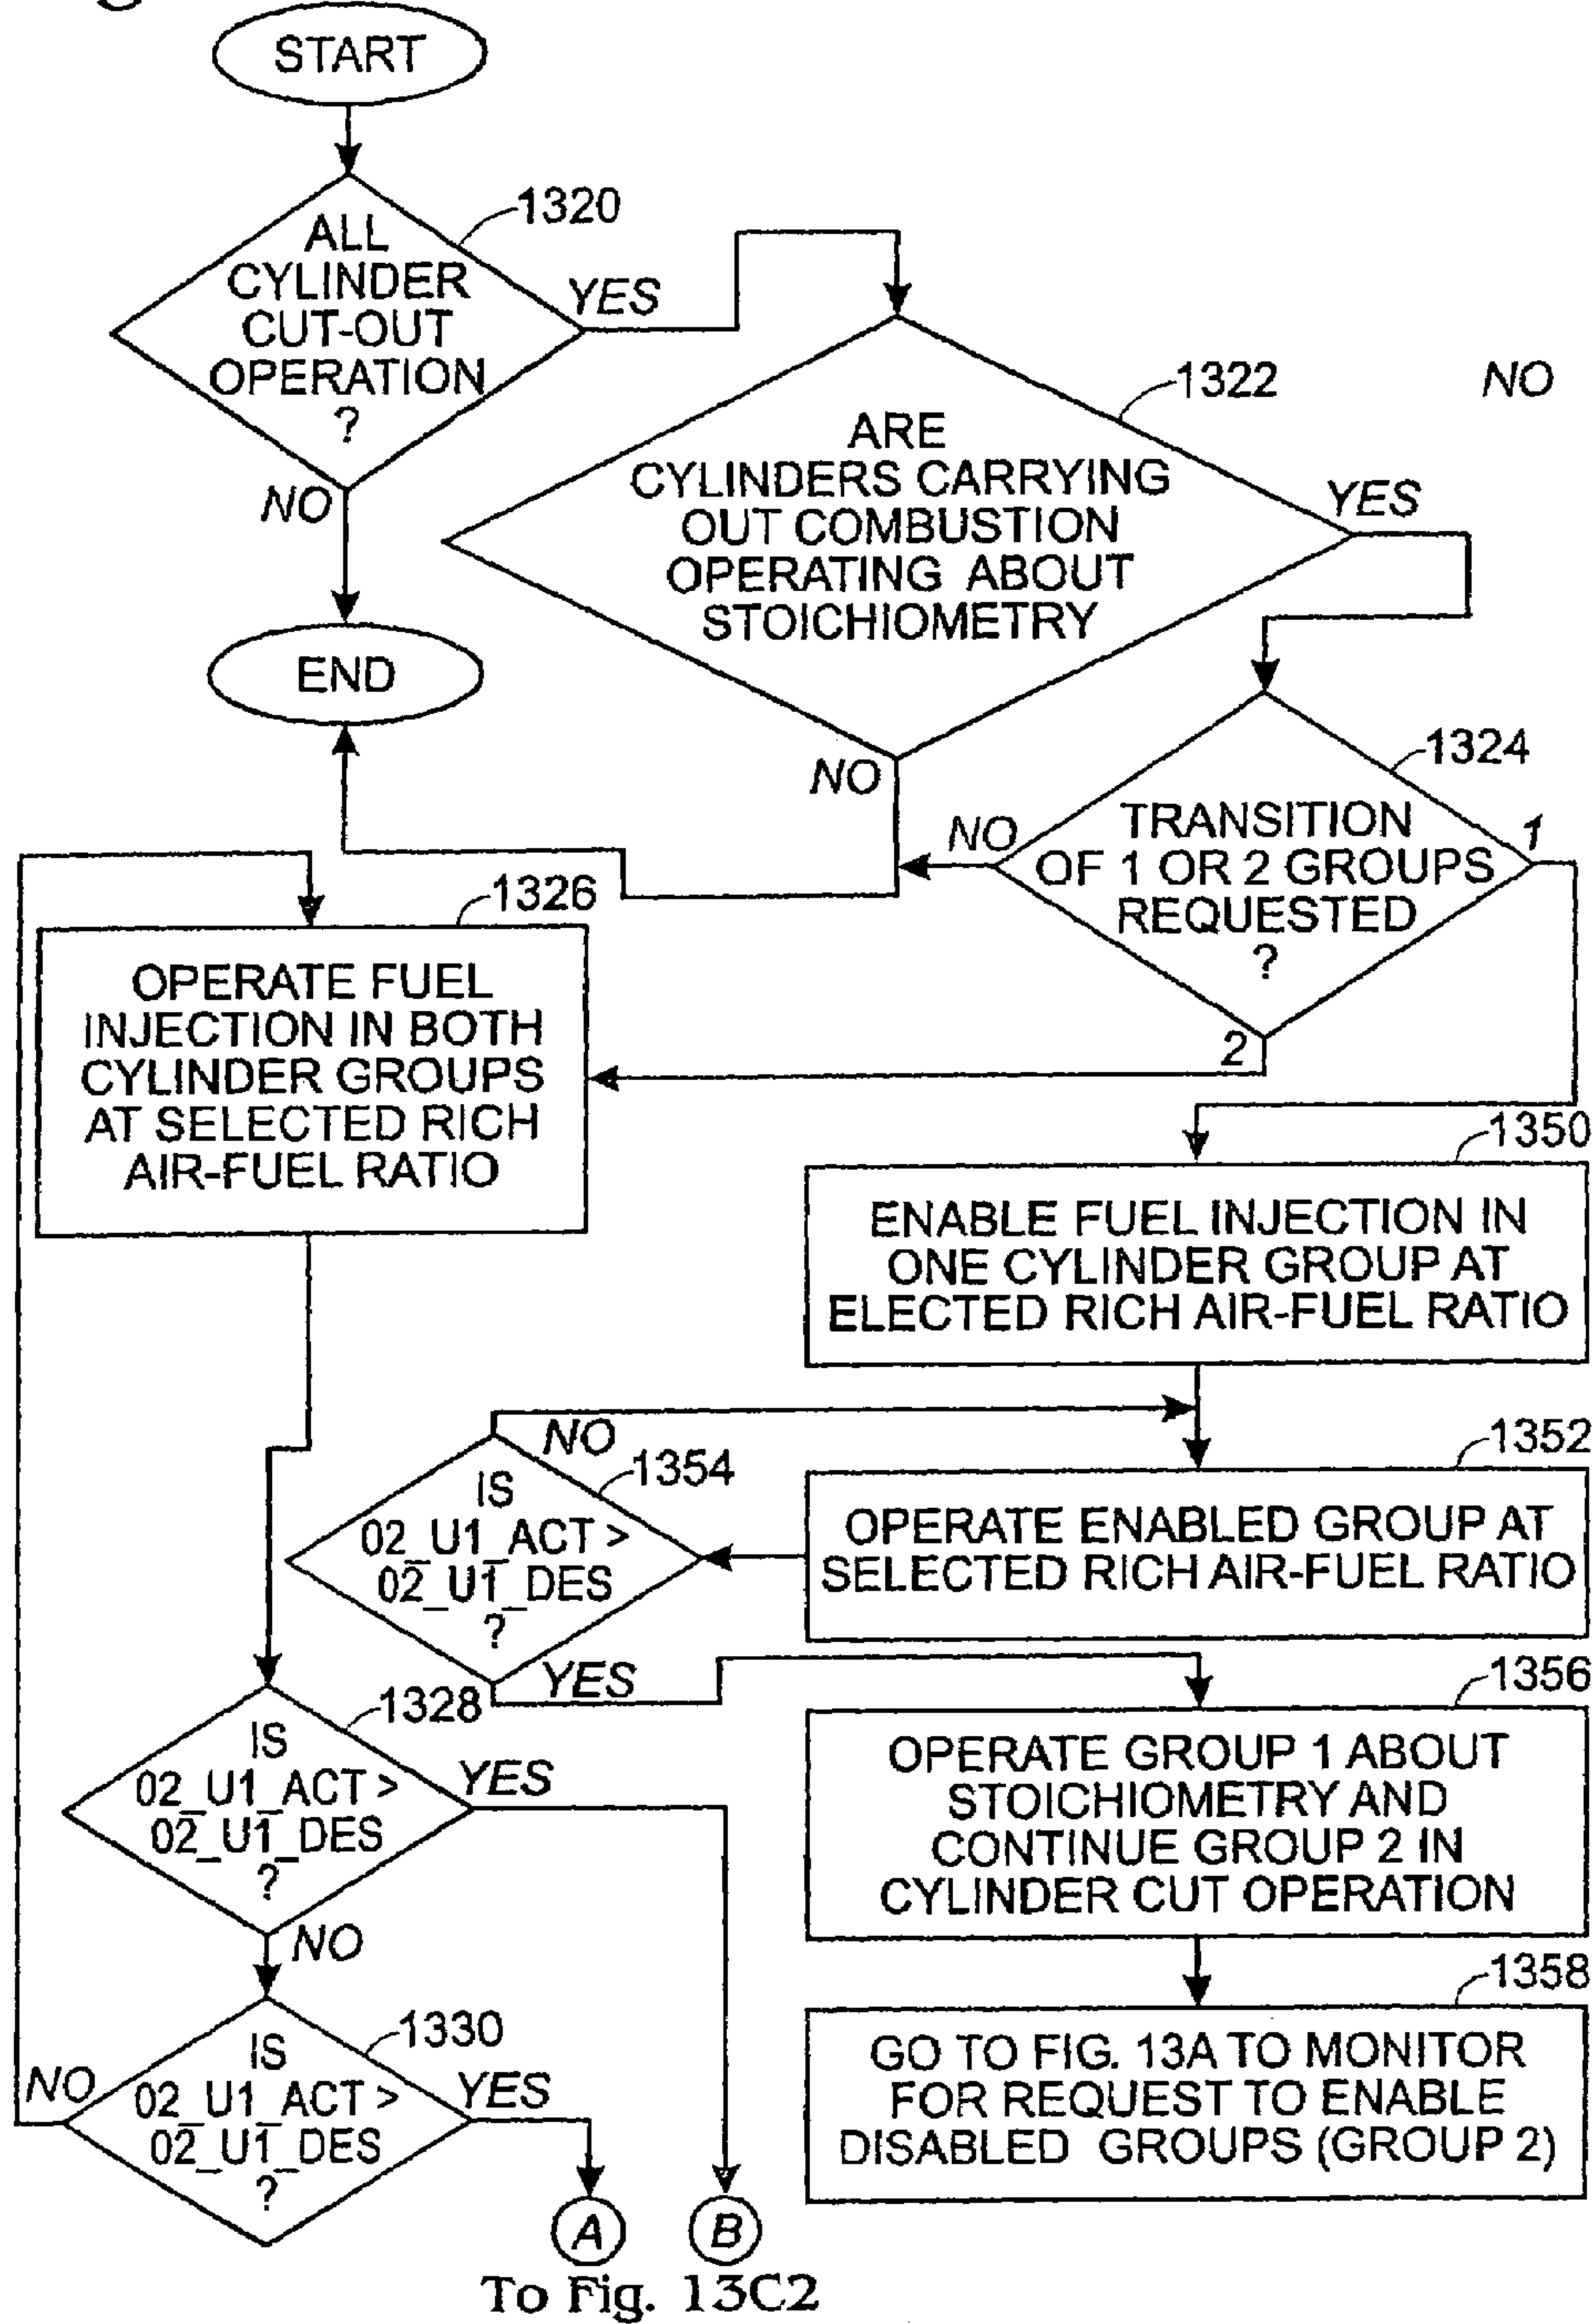 START
1320
ALL
CYLINDER
CUT-OUT
OPERATION
?
YES
NO
1322
NO
ARE
CYLINDERS CARRYING
OUT COMBUSTION
OPERATING ABOUT
STOICHIOMETRY
YES
NO
END
1324
TRANSITION
OF 1 OR 2 GROUPS
REQUESTED
?
NO
1
2
1326
OPERATE FUEL
INJECTION IN BOTH
CYLINDER GROUPS
AT SELECTED RICH
AIR-FUEL RATIO
1350
ENABLE FUEL INJECTION IN
ONE CYLINDER GROUP AT
ELECTED RICH AIR-FUEL RATIO
1352
OPERATE ENABLED GROUP AT
SELECTED RICH AIR-FUEL RATIO
NO
1354
IS
02_U1_ACT >
02_U1_DES
?
YES
1356
OPERATE GROUP 1 ABOUT
STOICHIOMETRY AND
CONTINUE GROUP 2 IN
CYLINDER CUT OPERATION
1328
IS
02_U1_ACT >
02_U1_DES
?
YES
NO
1358
GO TO FIG. 13A TO MONITOR
FOR REQUEST TO ENABLE
DISABLED GROUPS (GROUP 2)
1330
IS
02_U1_ACT >
02_U1_DES
?
NO
YES
A
B
To Fig. 13C2